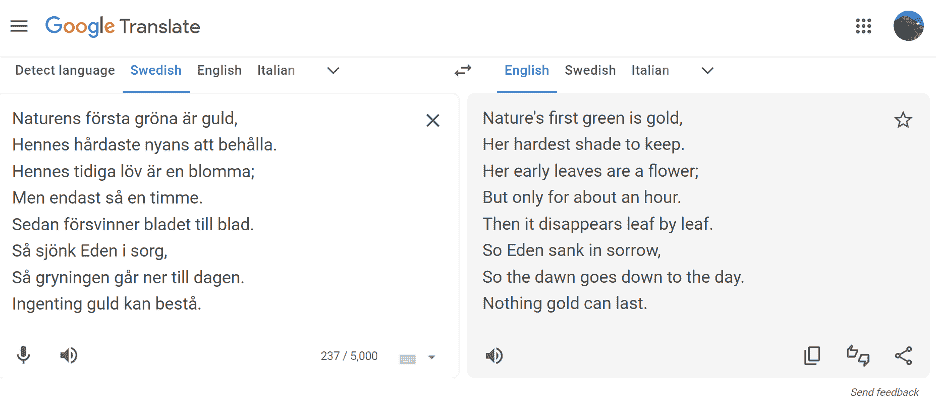 Google Translate
Detect language Swedish English Italian
English Swedish Italian
Naturens första gröna är guld,
Hennes hårdaste nyans att behålla.
Hennes tidiga löv är en blomma;
Men endast så en timme.
Sedan försvinner bladet till blad.
Så sjönk Eden i sorg,
Så gryningen går ner till dagen.
Ingenting guld kan bestå.
237 / 5,000
Nature's first green is gold,
Her hardest shade to keep.
Her early leaves are a flower;
But only for about an hour.
Then it disappears leaf by leaf.
So Eden sank in sorrow,
So the dawn goes down to the day.
Nothing gold can last.
Send feedback